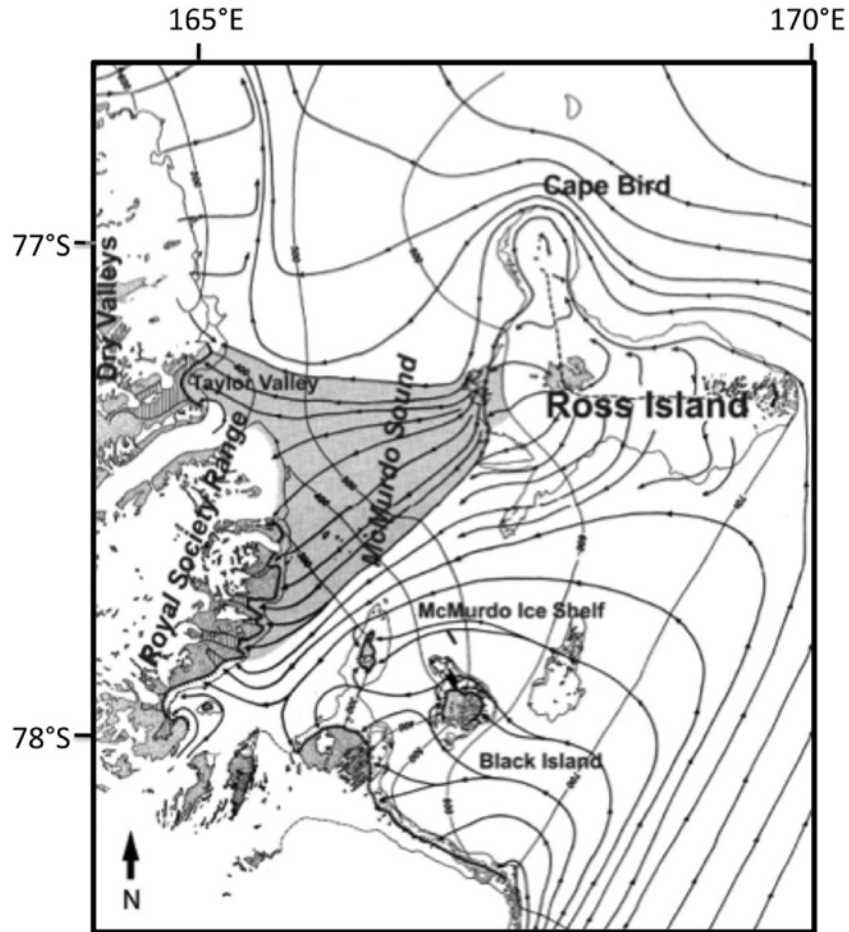 165°E 170°E
Cape Bird
77°S
Dry Valleys
Taylor Valley
McMurdo Sound
Ross Island
Royal Society Range
McMurdo Ice Shelf
78°S
Black Island
N